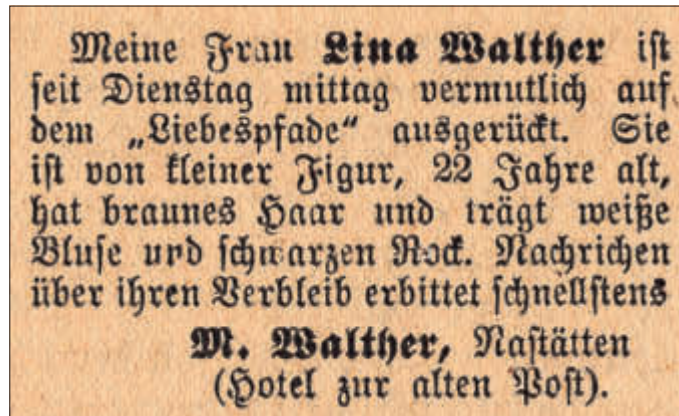 Meine Frau Lina Walther ist
seit Dienstag mittag vermutlich auf
dem „Liebespfade“ ausgerückt. Sie
ist von kleiner Figur, 22 Jahre alt,
hat braunes Haar und trägt weiße
Bluse und schwarzen Rock. Nachrichen
über ihren Verbleib erbittet schnellstens
M. Walther, Nastätten
(Hotel zur alten Post).